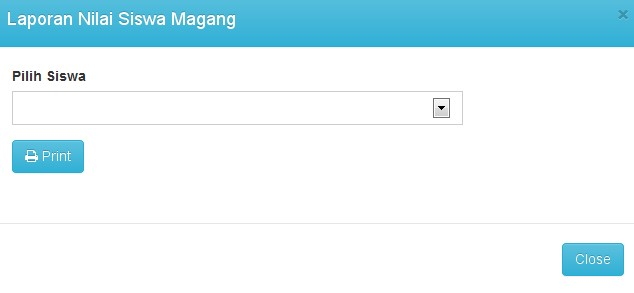 Laporan Nilai Siswa Magang
×
Pilih Siswa
Print
Close